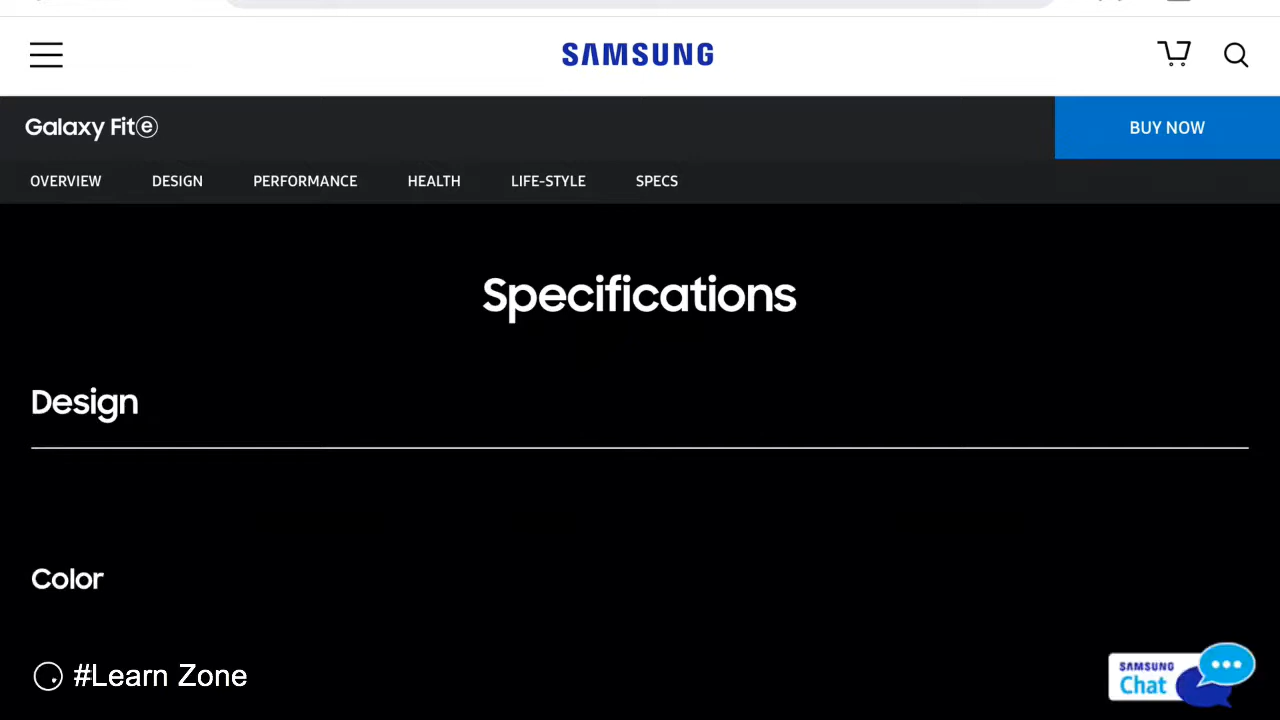 SAMSUNG
Galaxy Fit e
BUY NOW
OVERVIEW DESIGN PERFORMANCE HEALTH LIFE-STYLE SPECS
Specifications
Design
Color
#Learn Zone
SAMSUNG
Chat